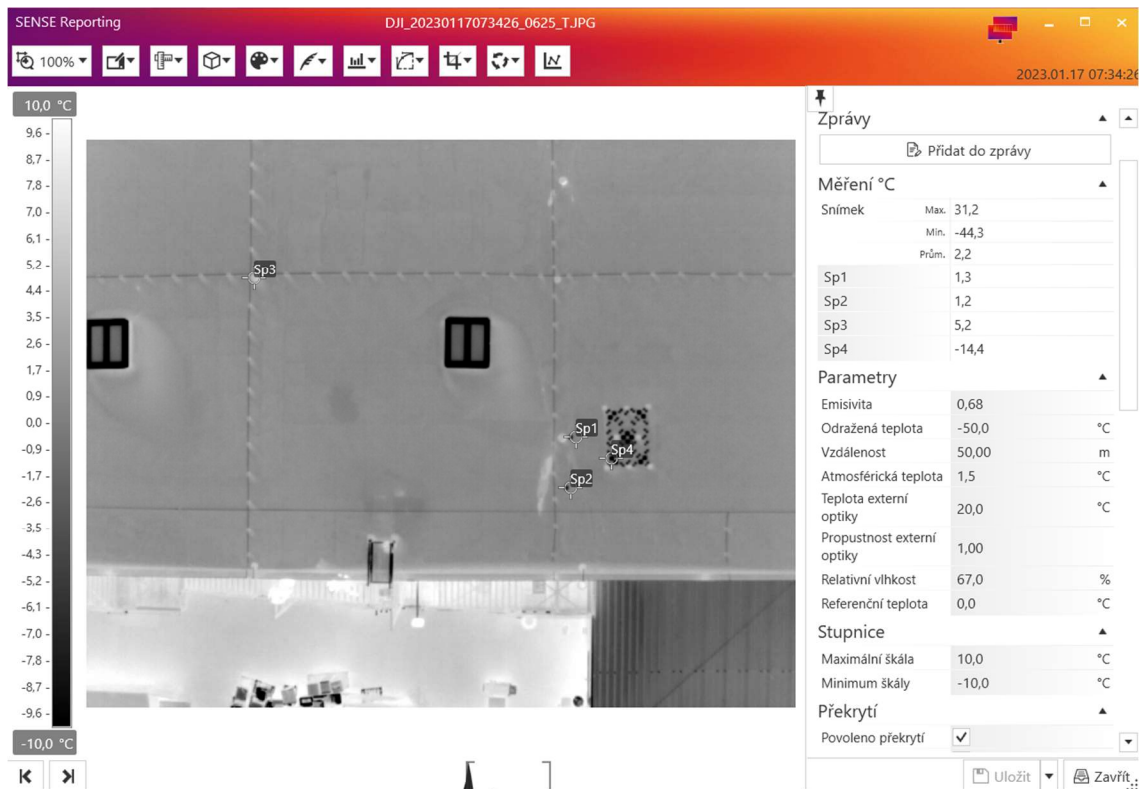 SENSE Reporting
DJI_20230117073426_0625_T.JPG
100%
2023.01.17 07:34:26
10,0 °C
9,6
8,7
7,8
7,0
6,1
5,2
4,4
3,5
2,6
1,7
0,9
0,0
-0,9
-1,7
-2,6
-3,5
-4,3
-5,2
-6,1
-7,0
-7,8
-8,7
-9,6
-10,0 °C
Sp3
Sp1
Sp4
Sp2
Zprávy
Přidat do zprávy
Měření °C
Snímek Max. 31,2
Min. -44,3
Prům. 2,2
Sp1 1,3
Sp2 1,2
Sp3 5,2
Sp4 -14,4
Parametry
Emisivita 0,68
Odražená teplota -50,0 °C
Vzdálenost 50,00 m
Atmosférická teplota 1,5 °C
Teplota externí
optiky 20,0 °C
Propustnost externí
optiky 1,00
Relativní vlhkost 67,0 %
Referenční teplota 0,0 °C
Stupnice
Maximální škála 10,0 °C
Minimum škály -10,0 °C
Překrytí
Povoleno překrytí
Uložit
Zavřít